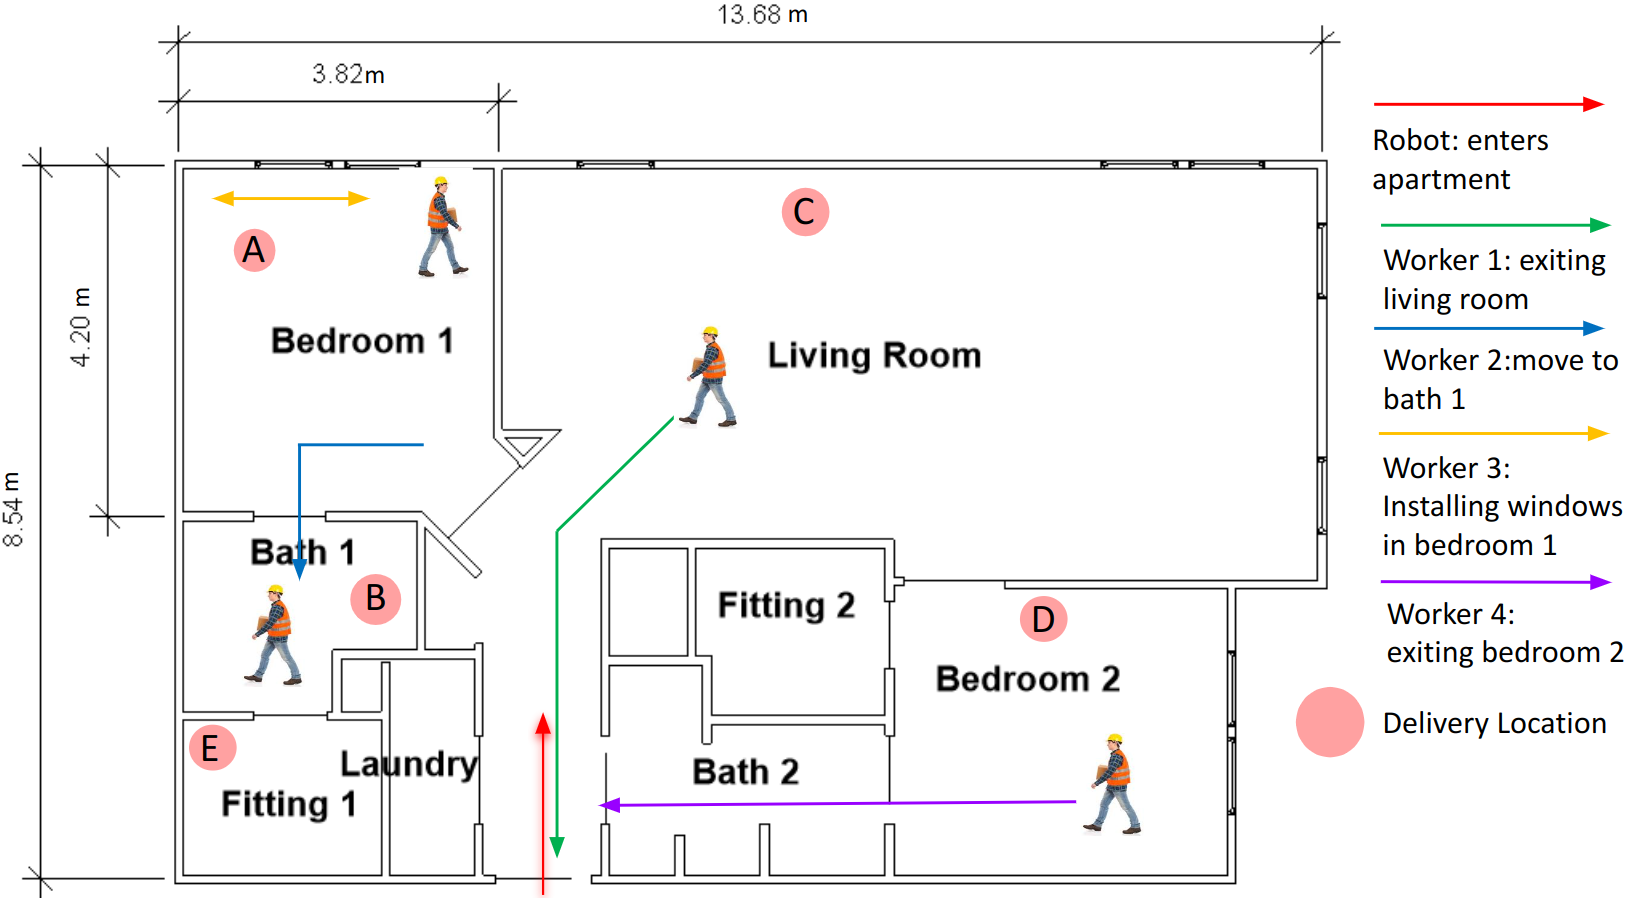 13.68 m
3.82m
8.54 m
4.20 m
A
Bedroom 1
C
Living Room
Bath 1
B
E
Laundry
Fitting 1
Fitting 2
D
Bedroom 2
Bath 2
Robot: enters
apartment
Worker 1: exiting
living room
Worker 2:move to
bath 1
Worker 3:
Installing windows
in bedroom 1
Worker 4:
exiting bedroom 2
Delivery Location